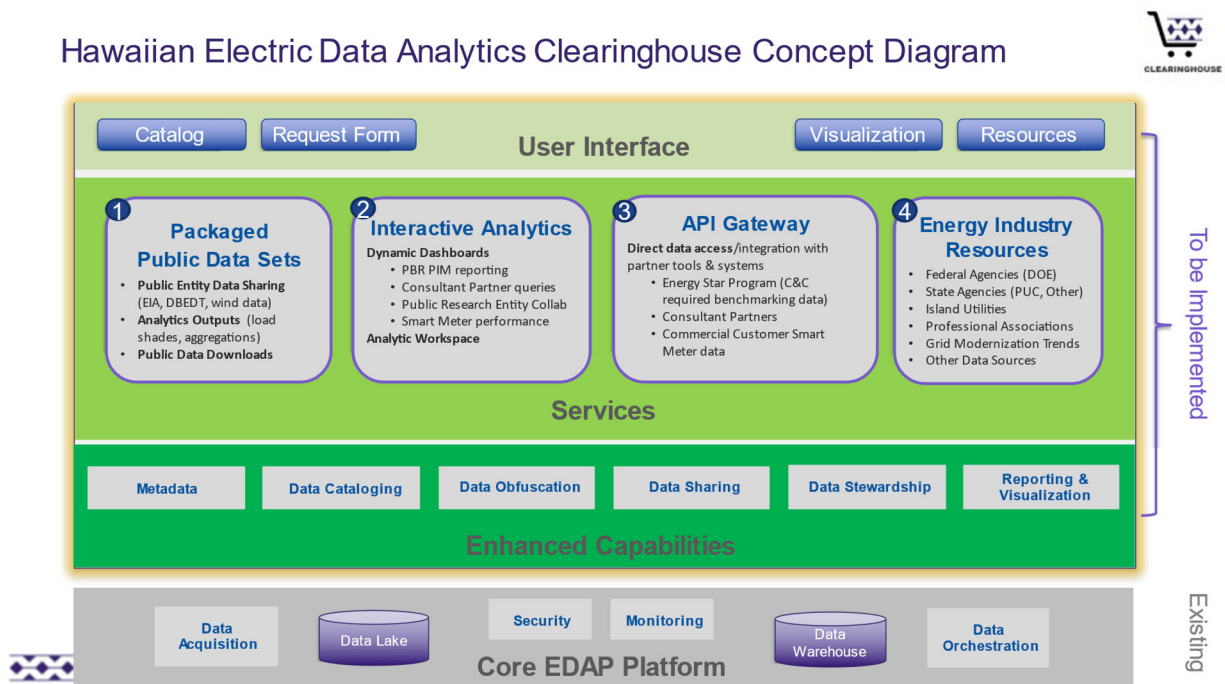 Hawaiian Electric Data Analytics Clearinghouse Concept Diagram
CLEARINGHOUSE
Catalog
Request Form
User Interface
Visualization
Resources
1
Packaged
Public Data Sets
• Public Entity Data Sharing
(EIA, DBEDT, wind data)
• Analytics Outputs (load
shades, aggregations)
• Public Data Downloads
2
Interactive Analytics
Dynamic Dashboards
• PBR PIM reporting
• Consultant Partner queries
• Public Research Entity Collab
• Smart Meter performance
Analytic Workspace
3
API Gateway
Direct data access/integration with
partner tools & systems
• Energy Star Program (C&C
required benchmarking data)
• Consultant Partners
• Commercial Customer Smart
Meter data
4
Energy Industry
Resources
• Federal Agencies (DOE)
• State Agencies (PUC, Other)
• Island Utilities
• Professional Associations
• Grid Modernization Trends
• Other Data Sources
Services
To be Implemented
Metadata
Data Cataloging
Data Obfuscation
Data Sharing
Data Stewardship
Reporting &
Visualization
Enhanced Capabilities
Data
Acquisition
Data Lake
Security
Monitoring
Data
Warehouse
Data
Orchestration
Core EDAP Platform
Existing